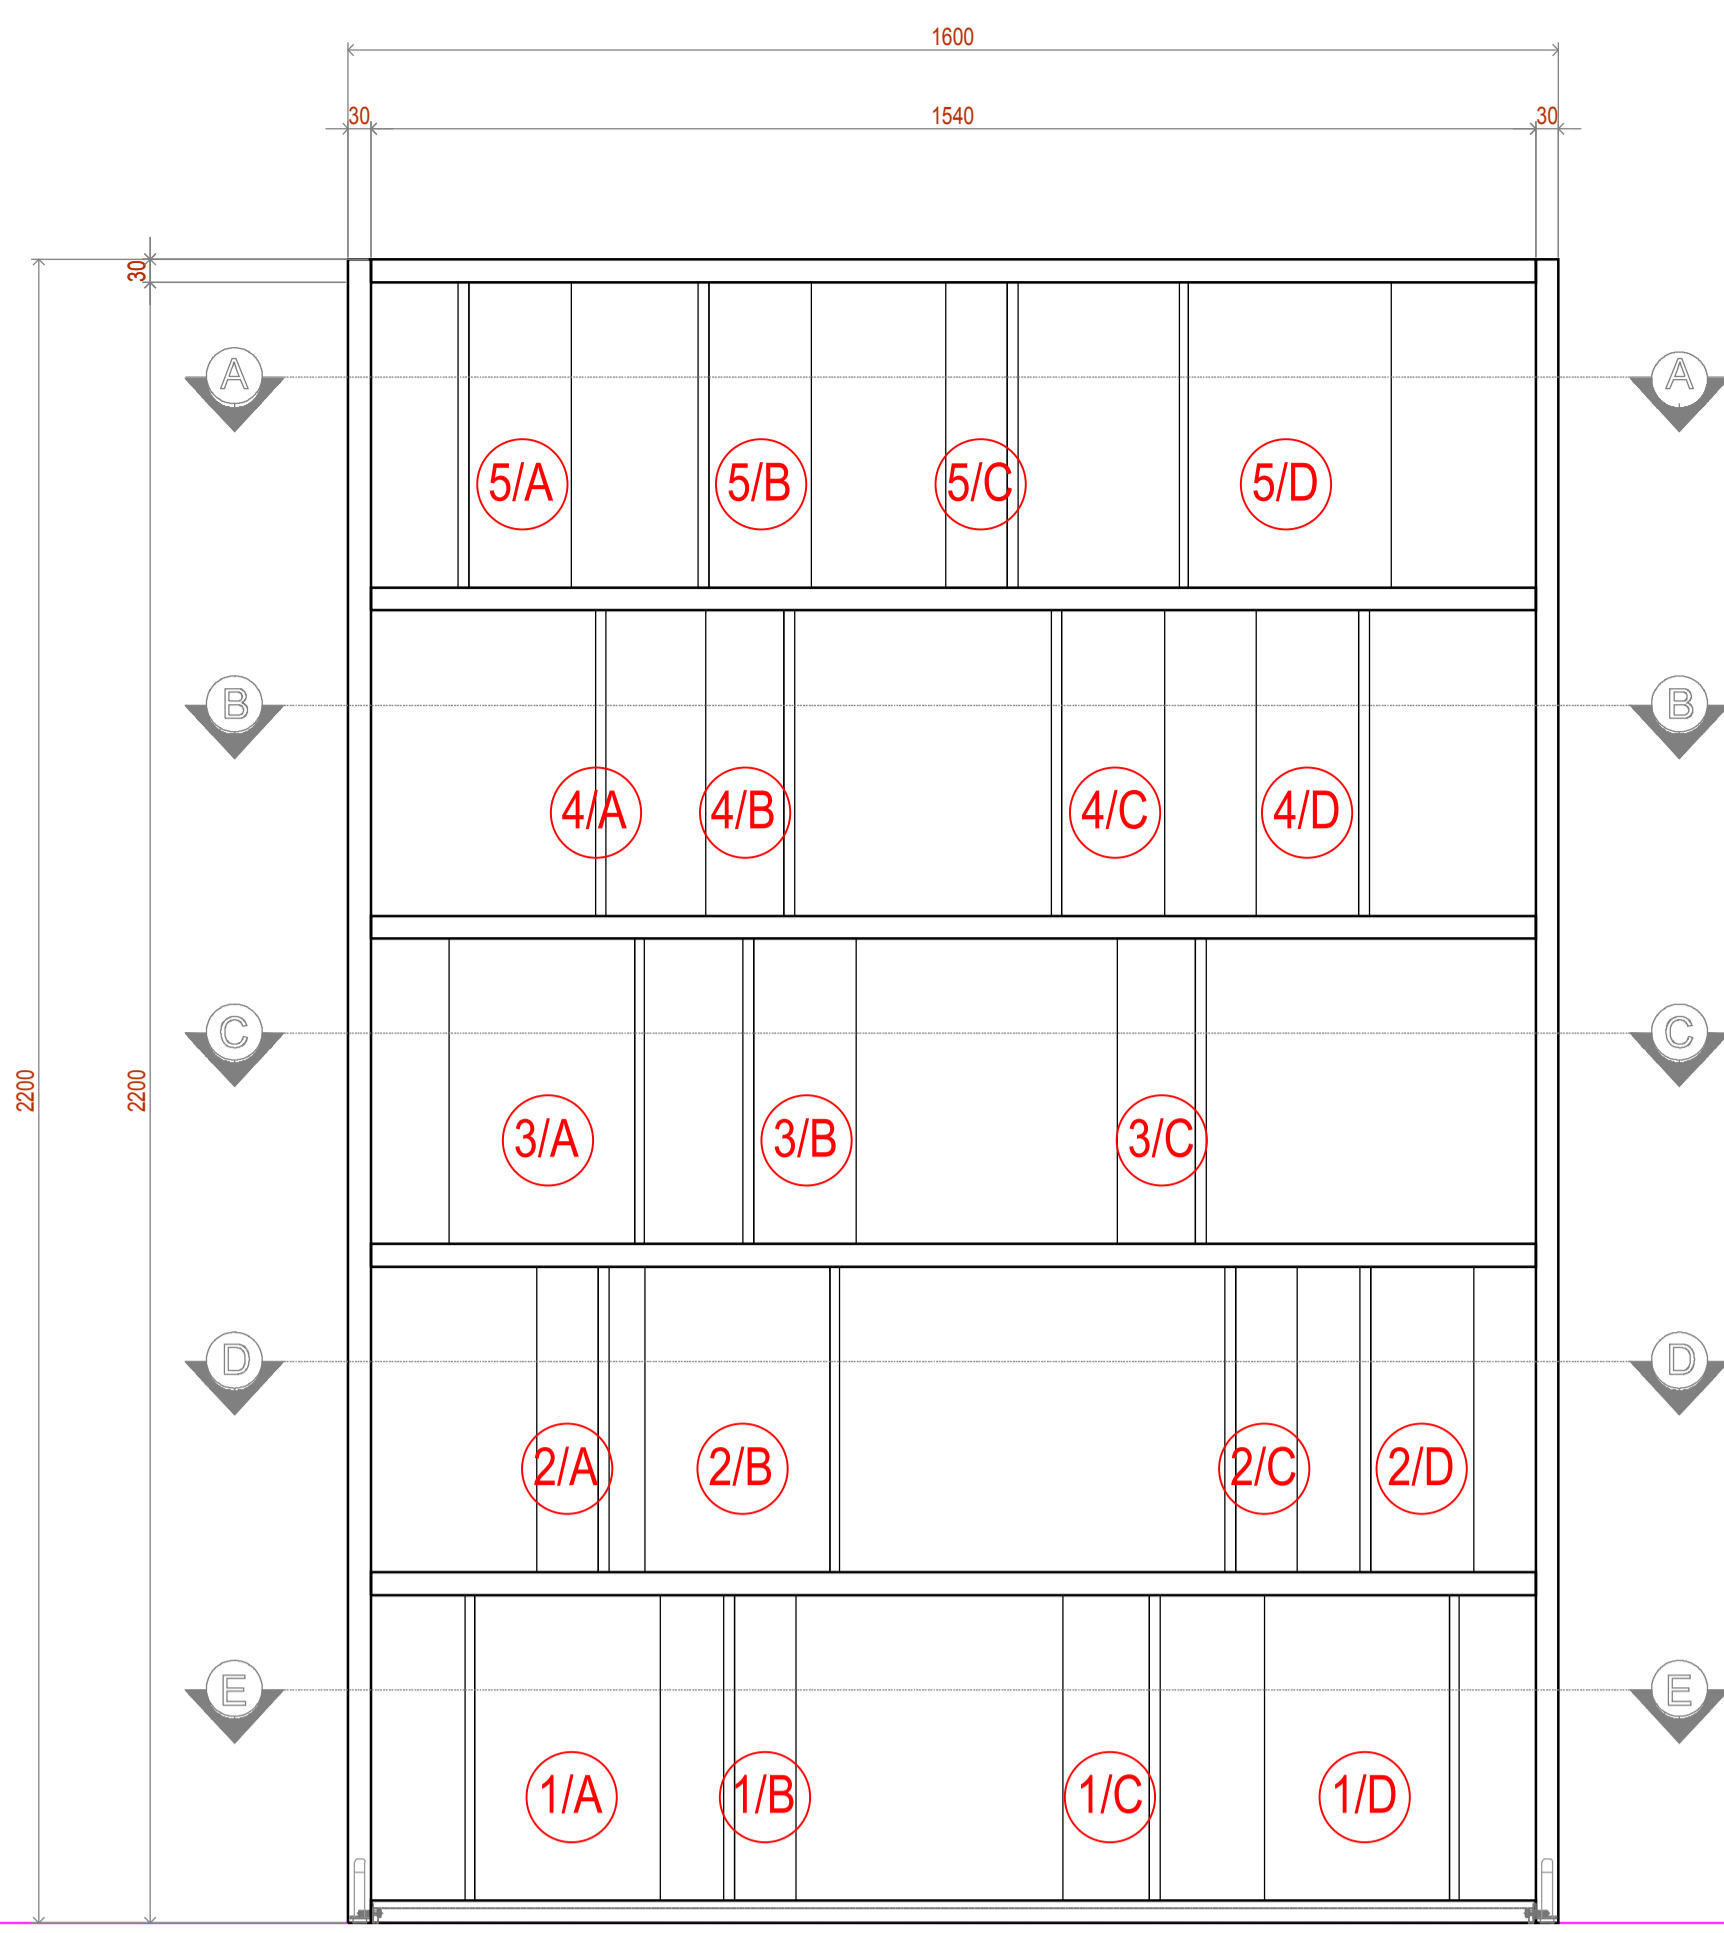 1600
30 1540 30
30
A A
5/A 5/B 5/C 5/D
B B
4/A 4/B 4/C 4/D
C C
2200 2200
3/A 3/B 3/C
D D
2/A 2/B 2/C 2/D
E E
1/A 1/B 1/C 1/D